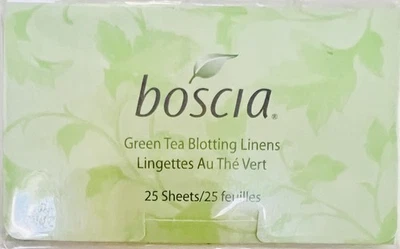 boscia®
Green Tea Blotting Linens
Lingettes Au Thé Vert
25 Sheets/25 feuilles